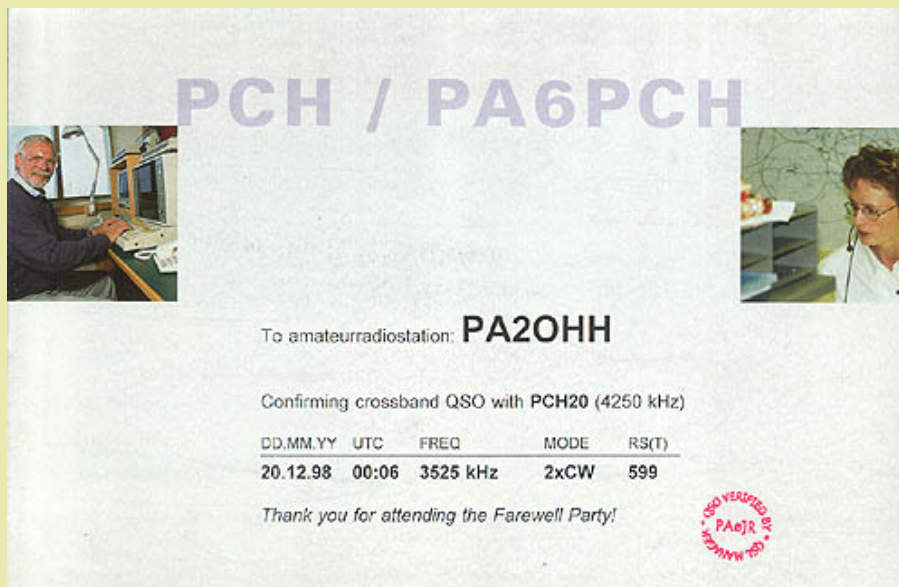 PCH / PA6PCH
To amateurradiostation: PA2OHH
Confirming crossband QSO with PCH20 (4250 kHz)
DD.MM.YY UTC FREQ MODE RS(T)
20.12.98 00:06 3525 kHz 2xCW 599
Thank you for attending the Farewell Party!
* QSO VERIFIED BY * QSL MANAGER
PAøJR